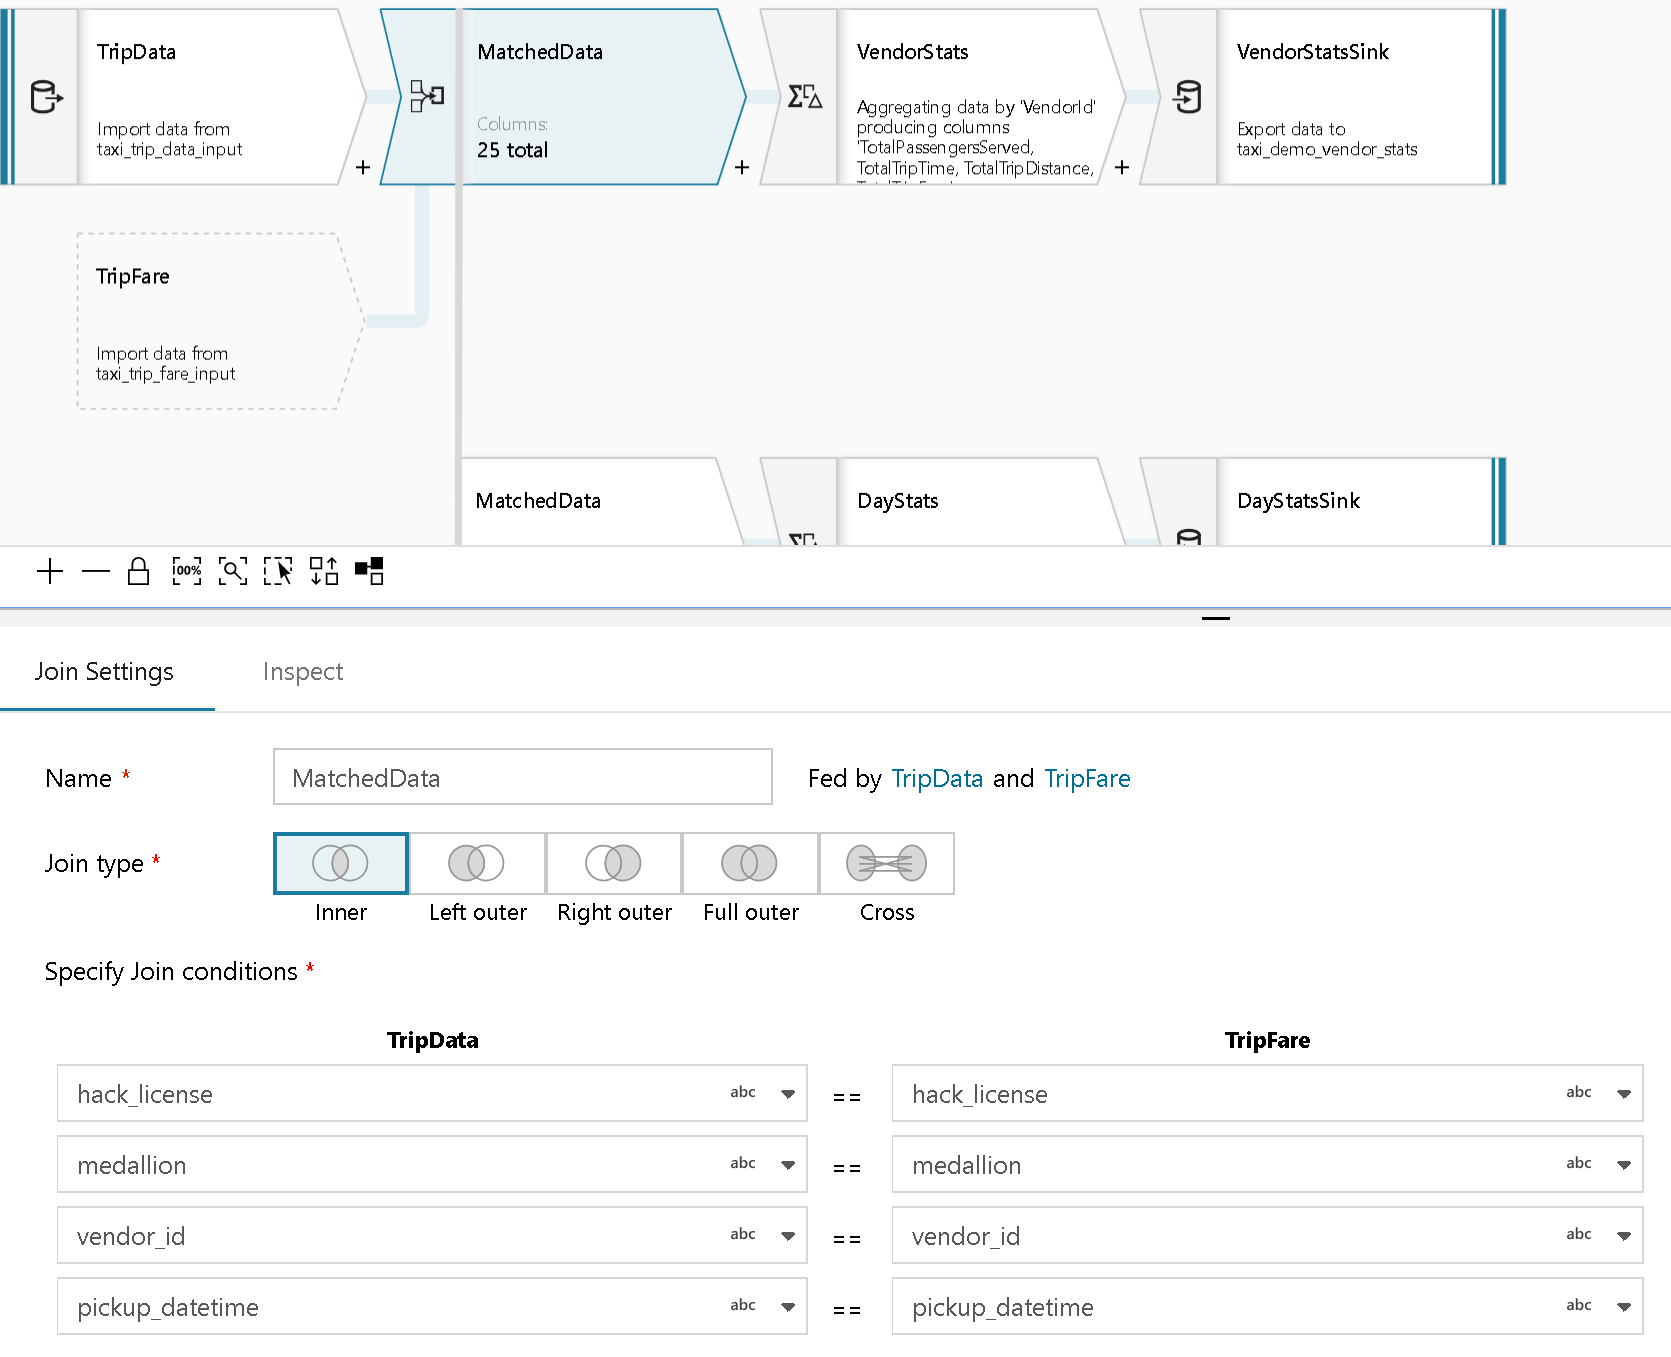 TripData
Import data from
taxi_trip_data_input
+
MatchedData
Columns:
25 total
+
VendorStats
Aggregating data by 'VendorId'
producing columns
'TotalPassengersServed,
TotalTripTime, TotalTripDistance,
+
VendorStatsSink
Export data to
taxi_demo_vendor_stats
TripFare
Import data from
taxi_trip_fare_input
MatchedData
DayStats
DayStatsSink
100%
Join Settings
Inspect
Name *
MatchedData
Fed by TripData and TripFare
Join type *
Inner
Left outer
Right outer
Full outer
Cross
Specify Join conditions *
TripData
TripFare
hack_license abc == hack_license abc
medallion abc == medallion abc
vendor_id abc == vendor_id abc
pickup_datetime abc == pickup_datetime abc